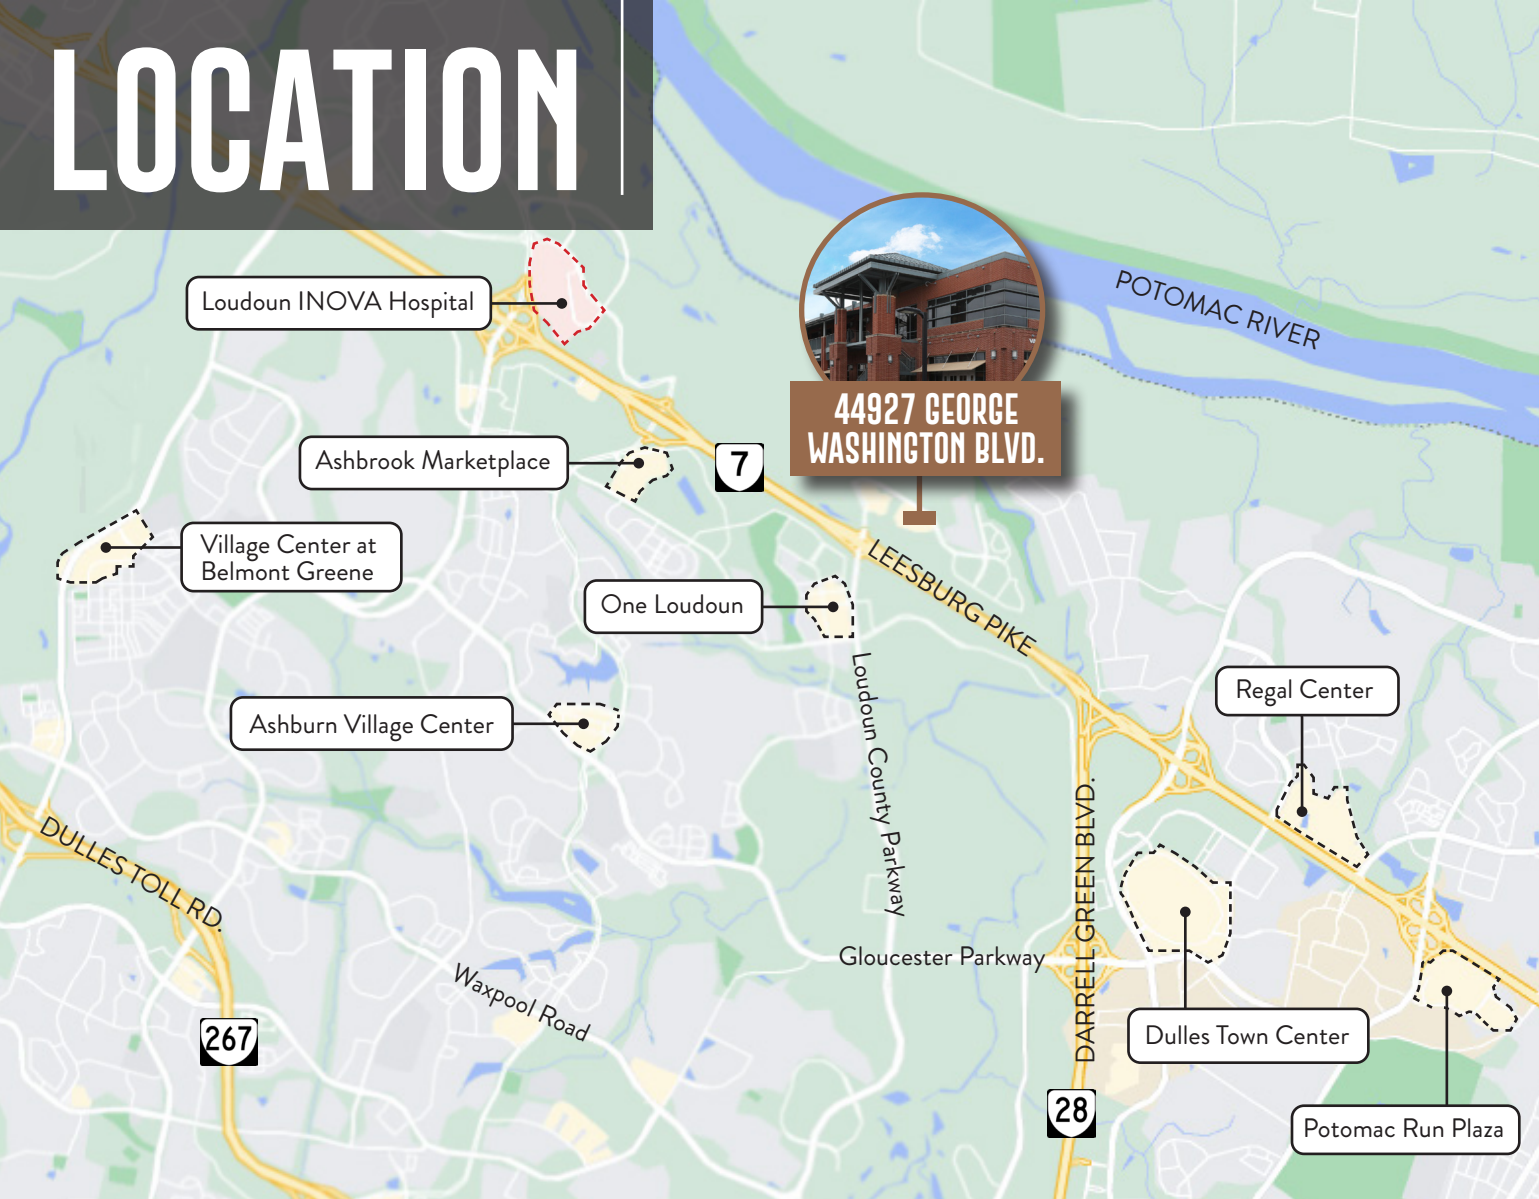 LOCATION
Loudoun INOVA Hospital
POTOMAC RIVER
44927 GEORGE
WASHINGTON BLVD.
Ashbrook Marketplace
7
Village Center at
Belmont Greene
LEESBURG PIKE
One Loudoun
Loudoun County Parkway
Regal Center
Ashburn Village Center
DULLES TOLL RD.
DARRELL GREEN BLVD.
Gloucester Parkway
Waxpool Road
267
Dulles Town Center
28
Potomac Run Plaza